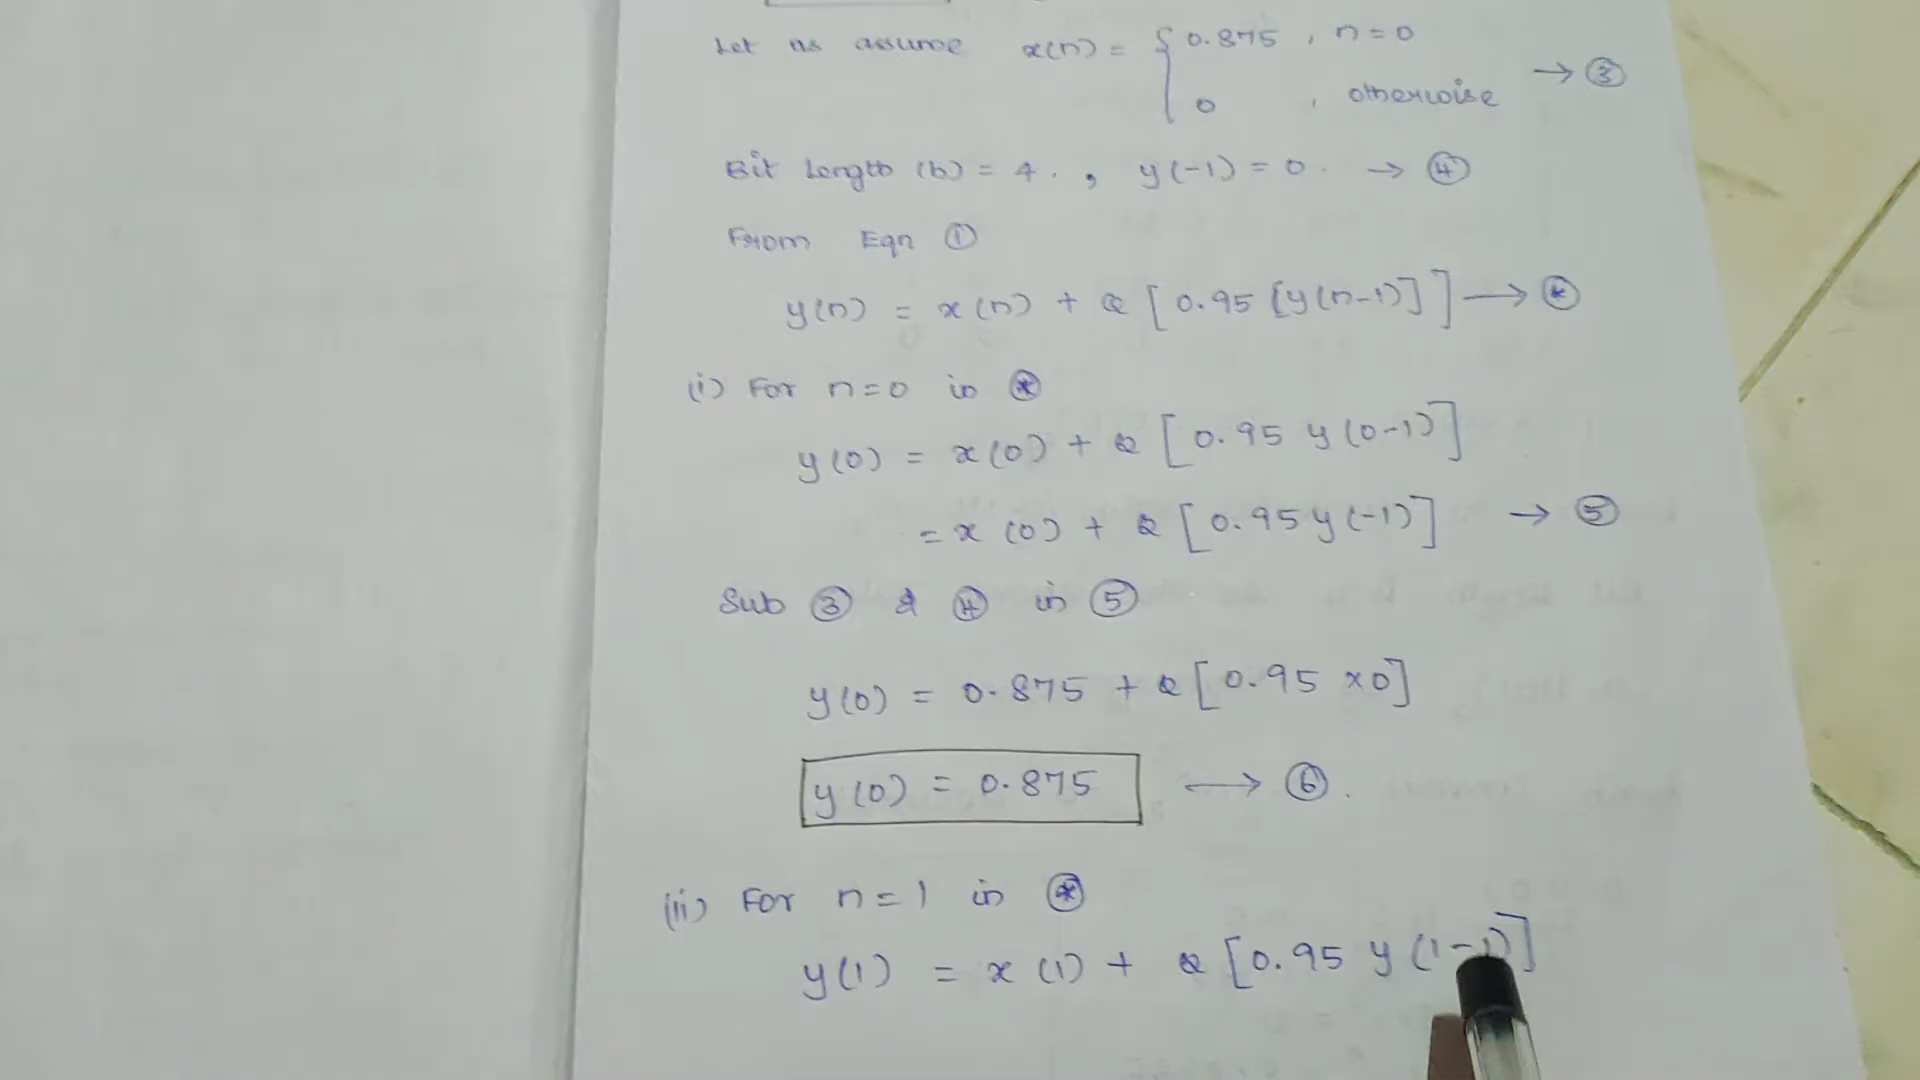 Let as assume x(n) = { 0.875 , n=0
0 , otherwise → ③
Bit Length (b) = 4. , y(-1) = 0. → ④
From Eqn ①
y(n) = x(n) + Q [0.95 [y(n-1)]] → ⊛
(i) For n=0 in ⊛
y(0) = x(0) + Q [0.95 y(0-1)]
= x(0) + Q [0.95 y(-1)] → ⑤
Sub ③ & ④ in ⑤
y(0) = 0.875 + Q [0.95 x0]
y(0) = 0.875 → ⑥.
(ii) For n=1 in ⊛
y(1) = x(1) + Q [0.95 y(1-1)]